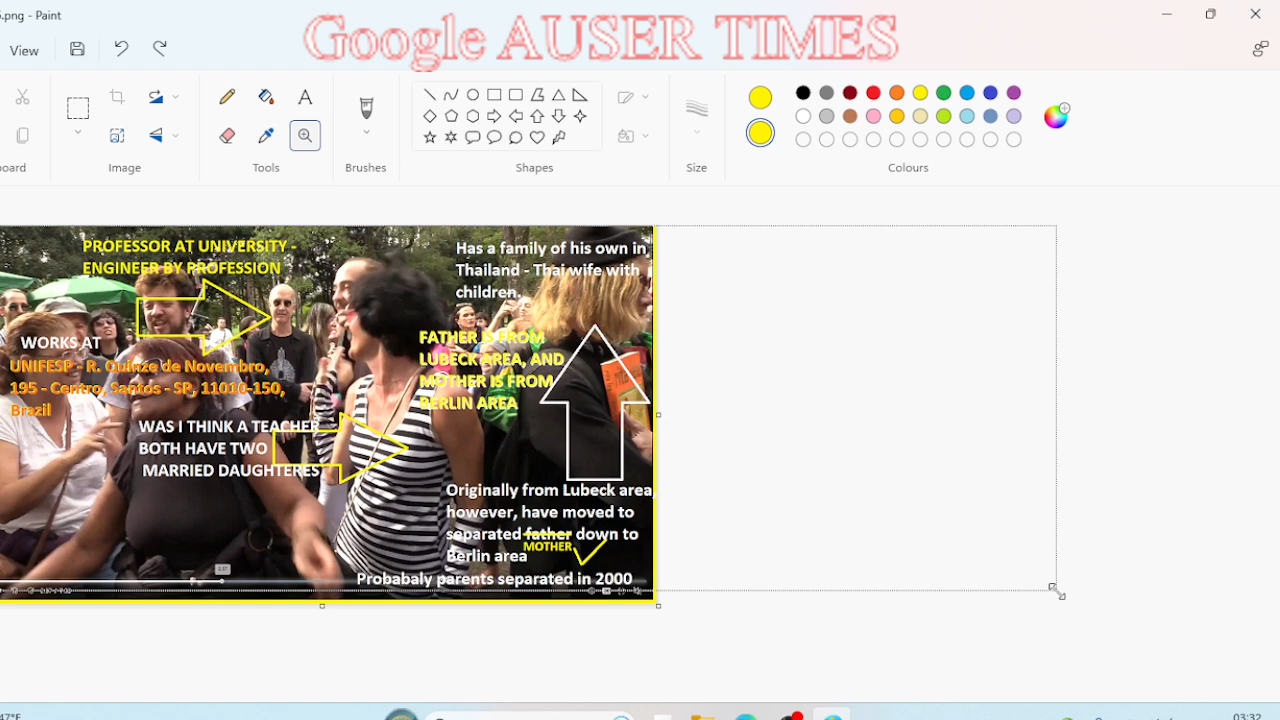 .png - Paint
Google AUSER TIMES
View
board
Image
Tools
Brushes
Shapes
Size
Colours
PROFESSOR AT UNIVERSITY -
ENGINEER BY PROFESSION
Has a family of his own in
Thailand - Thai wife with
children.
WORKS AT
UNIFESP - R. Quinze de Novembro,
195 - Centro, Santos - SP, 11010-150,
Brazil
FATHER IS FROM
LUBECK AREA, AND
MOTHER IS FROM
BERLIN AREA
WAS I THINK A TEACHER
BOTH HAVE TWO
MARRIED DAUGHTERES
Originally from Lubeck area,
however, have moved to
separated father down to
MOTHER
Berlin area
Probabaly parents separated in 2000
47°F
03:32